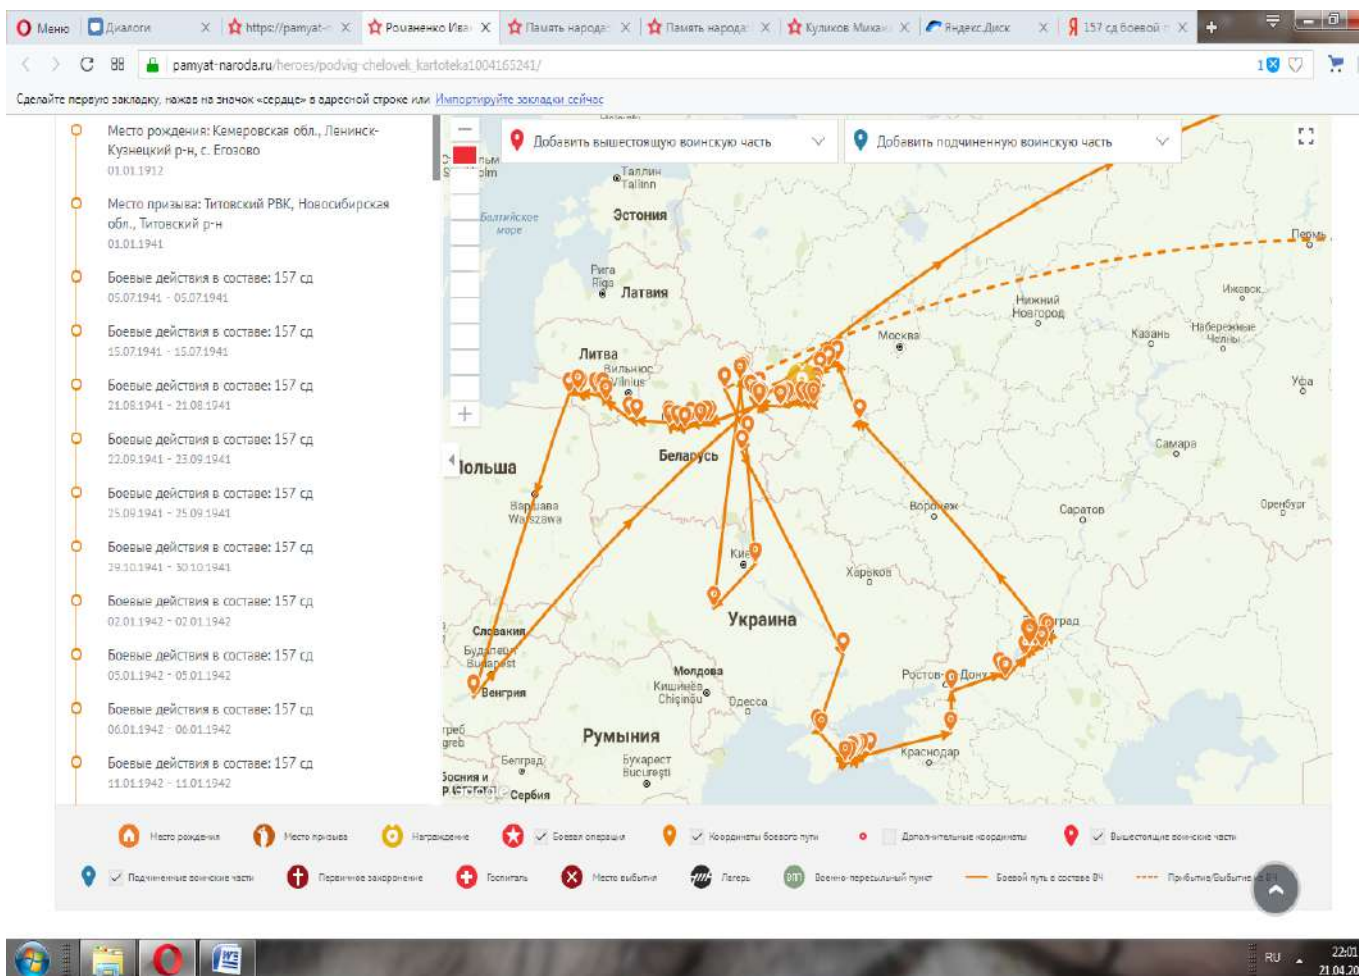 Меню
Диалоги
https://pamyat-n
Романенко Ива
Память народа
Память народа
Куликов Михаи
Яндекс.Диск
157 сд боевой п
pamyat-naroda.ru/heroes/podvig-chelovek_kartoteka1004165241/
1
Сделайте первую закладку, нажав на значок «сердце» в адресной строке или Импортируйте закладки сейчас
Место рождения: Кемеровская обл., Ленинск-
Кузнецкий р-н, с. Егозово
01.01.1912
Место призыва: Титовский РВК, Новосибирская
обл., Титовский р-н
01.01.1941
Боевые действия в составе: 157 сд
05.07.1941 - 05.07.1941
Боевые действия в составе: 157 сд
15.07.1941 - 15.07.1941
Боевые действия в составе: 157 сд
21.08.1941 - 21.08.1941
Боевые действия в составе: 157 сд
22.09.1941 - 23.09.1941
Боевые действия в составе: 157 сд
25.09.1941 - 25.09.1941
Боевые действия в составе: 157 сд
29.10.1941 - 30.10.1941
Боевые действия в составе: 157 сд
02.01.1942 - 02.01.1942
Боевые действия в составе: 157 сд
05.01.1942 - 05.01.1942
Боевые действия в составе: 157 сд
06.01.1942 - 06.01.1942
Боевые действия в составе: 157 сд
11.01.1942 - 11.01.1942
Добавить вышестоящую воинскую часть
Добавить подчиненную воинскую часть
Таллин
Tallinn
Эстония
Балтийское
море
Рига
Riga
Латвия
Литва
Вильнюс
Vilnius
Москва
Нижний
Новгород
Пермь
Ижевск
Казань
Набережные
Челны
Уфа
Самара
Оренбург
Саратов
Воронеж
Беларусь
Польша
Варшава
Warszawa
Киев
Харьков
Украина
Словакия
Будапешт
Budapest
Венгрия
Молдова
Кишинёв
Chișinău
Одесса
Ростов-
Дону
град
Краснодар
Румыния
Бухарест
București
Белград
Босния и
Сербия
Google
Место рождения
Место призыва
Награждение
Боевая операция
Координаты боевого пути
Дополнительные координаты
Вышестоящие воинские части
Подчиненные воинские части
Первичное захоронение
Госпиталь
Место выбытия
Лагерь
Военно-пересыльный пункт
Боевой путь в составе ВЧ
Прибытие/Выбытие из ВЧ
RU
22:01
21.04.20